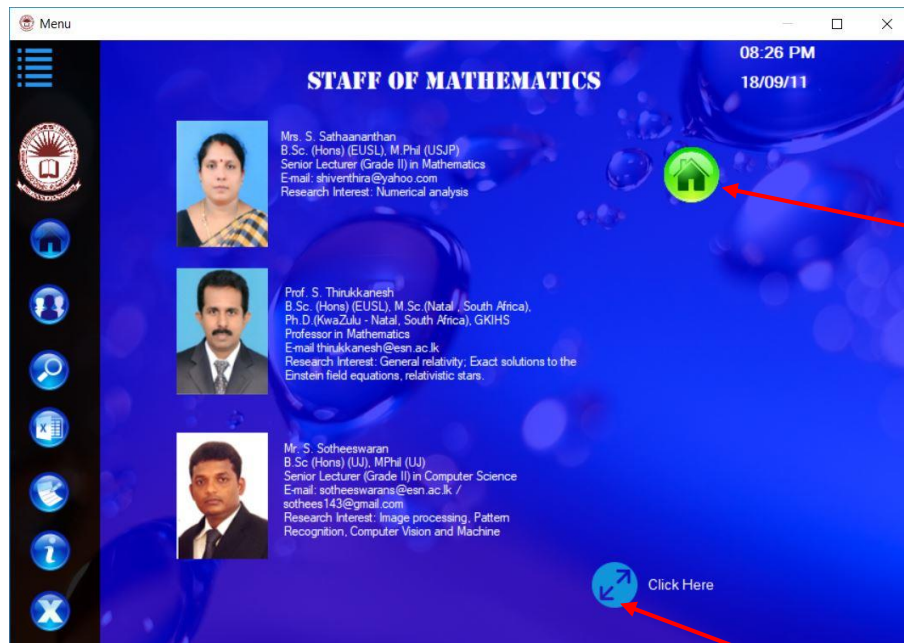 Menu
08:26 PM
18/09/11
STAFF OF MATHEMATICS
Mrs. S. Sathaananthan
B.Sc. (Hons) (EUSL), M.Phil (USJP)
Senior Lecturer (Grade II) in Mathematics
E-mail: shiventhira@yahoo.com
Research Interest: Numerical analysis
Prof. S. Thirukkanesh
B.Sc. (Hons) (EUSL), M.Sc.(Natal , South Africa),
Ph.D.(KwaZulu - Natal, South Africa), GKIHS
Professor in Mathematics
E-mail thirukkanesh@esn.ac.lk
Research Interest: General relativity; Exact solutions to the
Einstein field equations, relativistic stars.
Mr. S. Sotheeswaran
B.Sc (Hons) (UJ), MPhil (UJ)
Senior Lecturer (Grade II) in Computer Science
E-mail: sotheeswarans@esn.ac.lk /
sothees143@gmail.com
Research Interest: Image processing, Pattern
Recognition, Computer Vision and Machine
Click Here